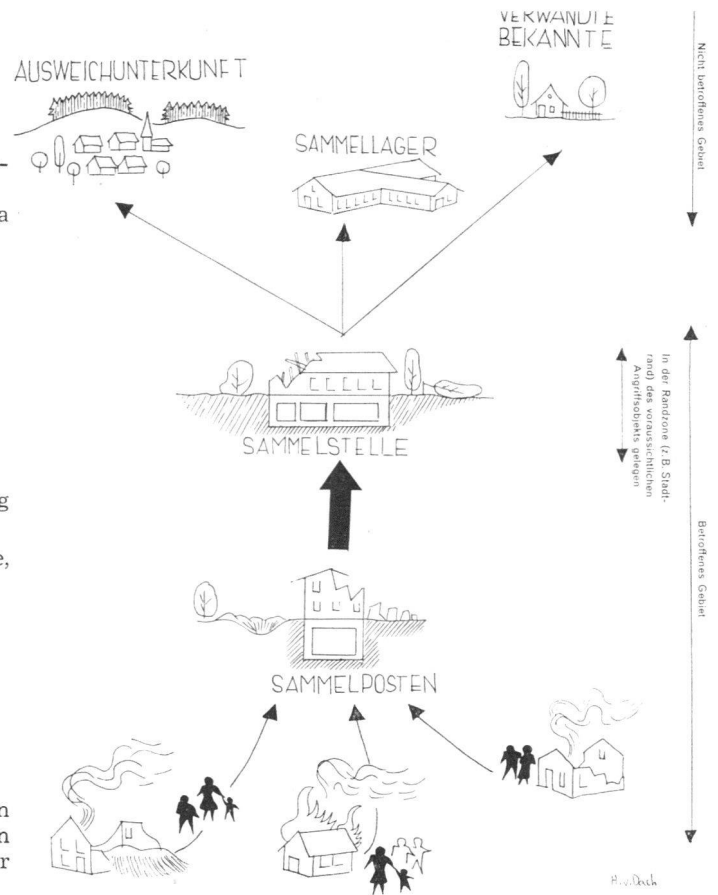 VERWANDTE
BEKANNTE
AUSWEICHUNTERKUNFT
SAMMELLAGER
Nicht betroffenes Gebiet
a
SAMMELSTELLE
In der Randzone (z. B. Stadt-
rand) des voraussichtlichen
Angriffsobjekts gelegen
g
e,
Betroffenes Gebiet
SAMMELPOSTEN
n
n
r
H. v. Dach